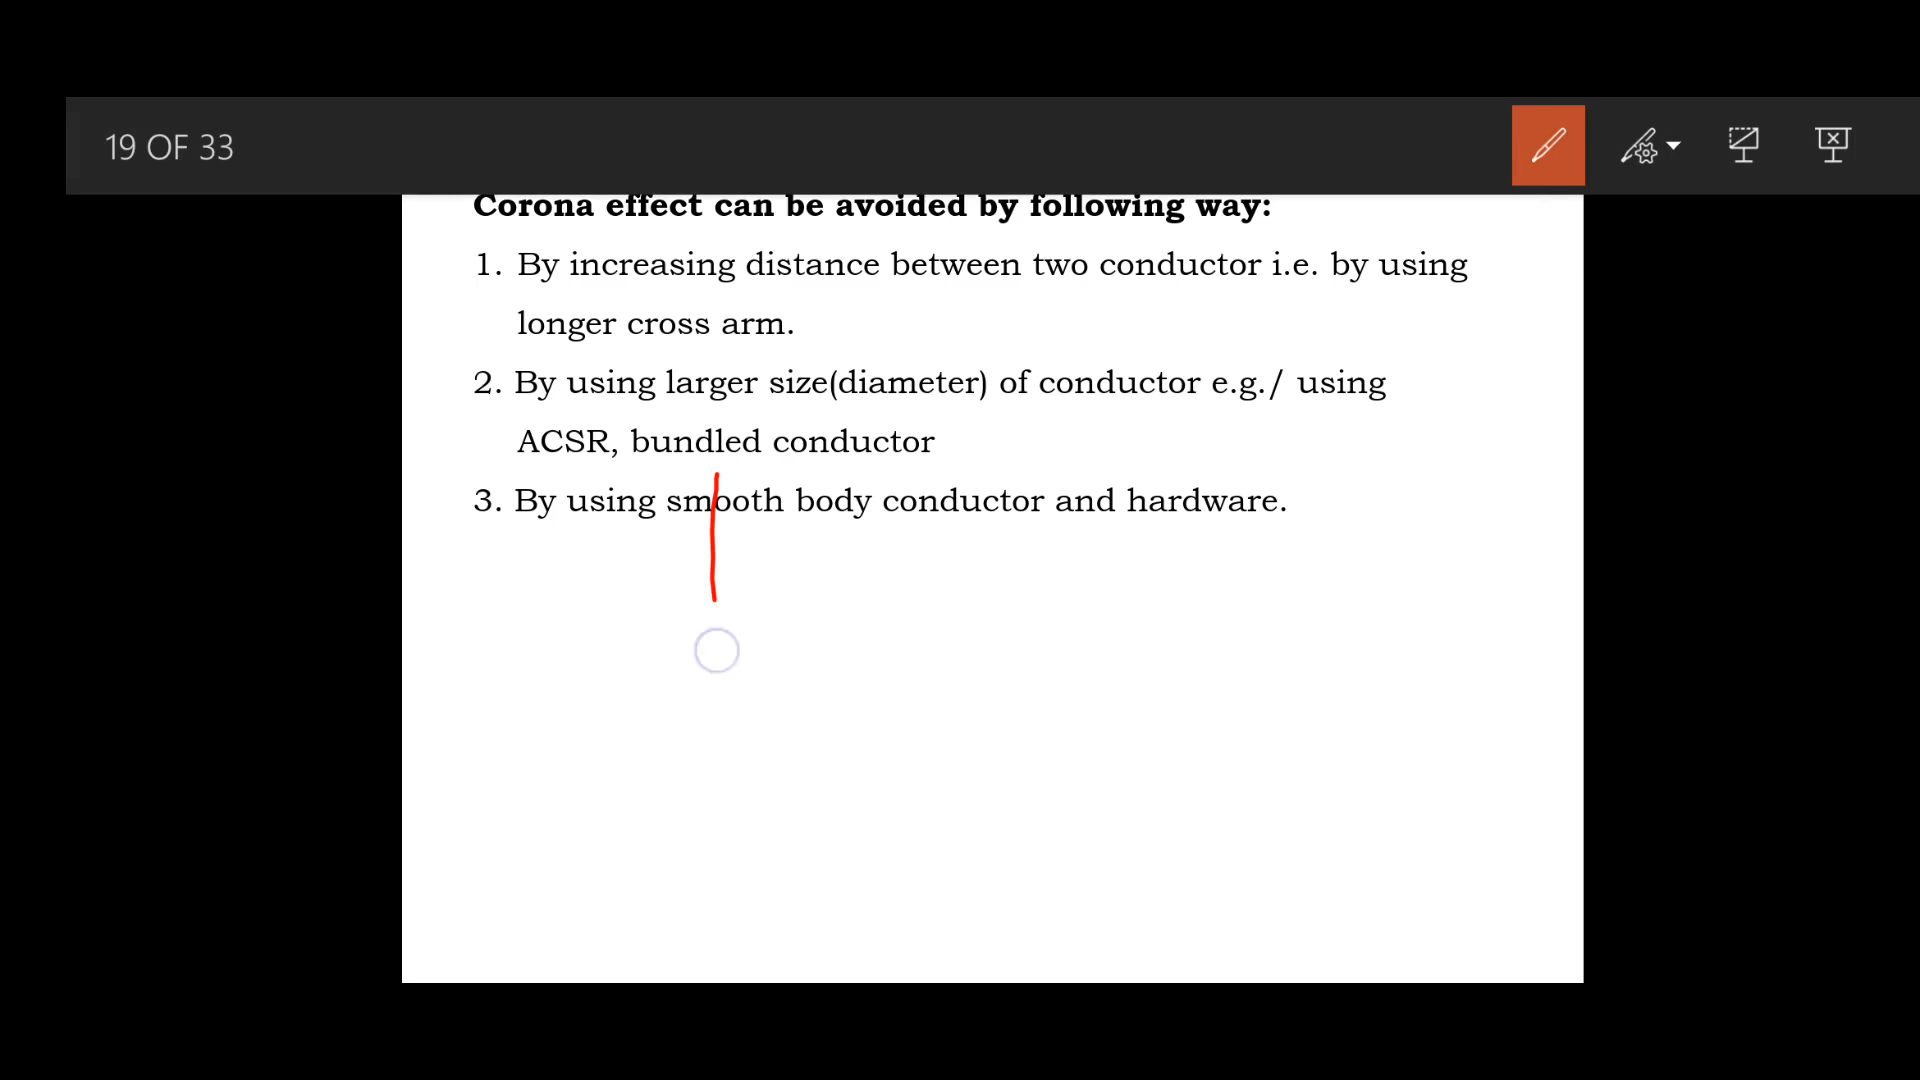 19 OF 33
Corona effect can be avoided by following way:
1. By increasing distance between two conductor i.e. by using
longer cross arm.
2. By using larger size(diameter) of conductor e.g./ using
ACSR, bundled conductor
3. By using smooth body conductor and hardware.